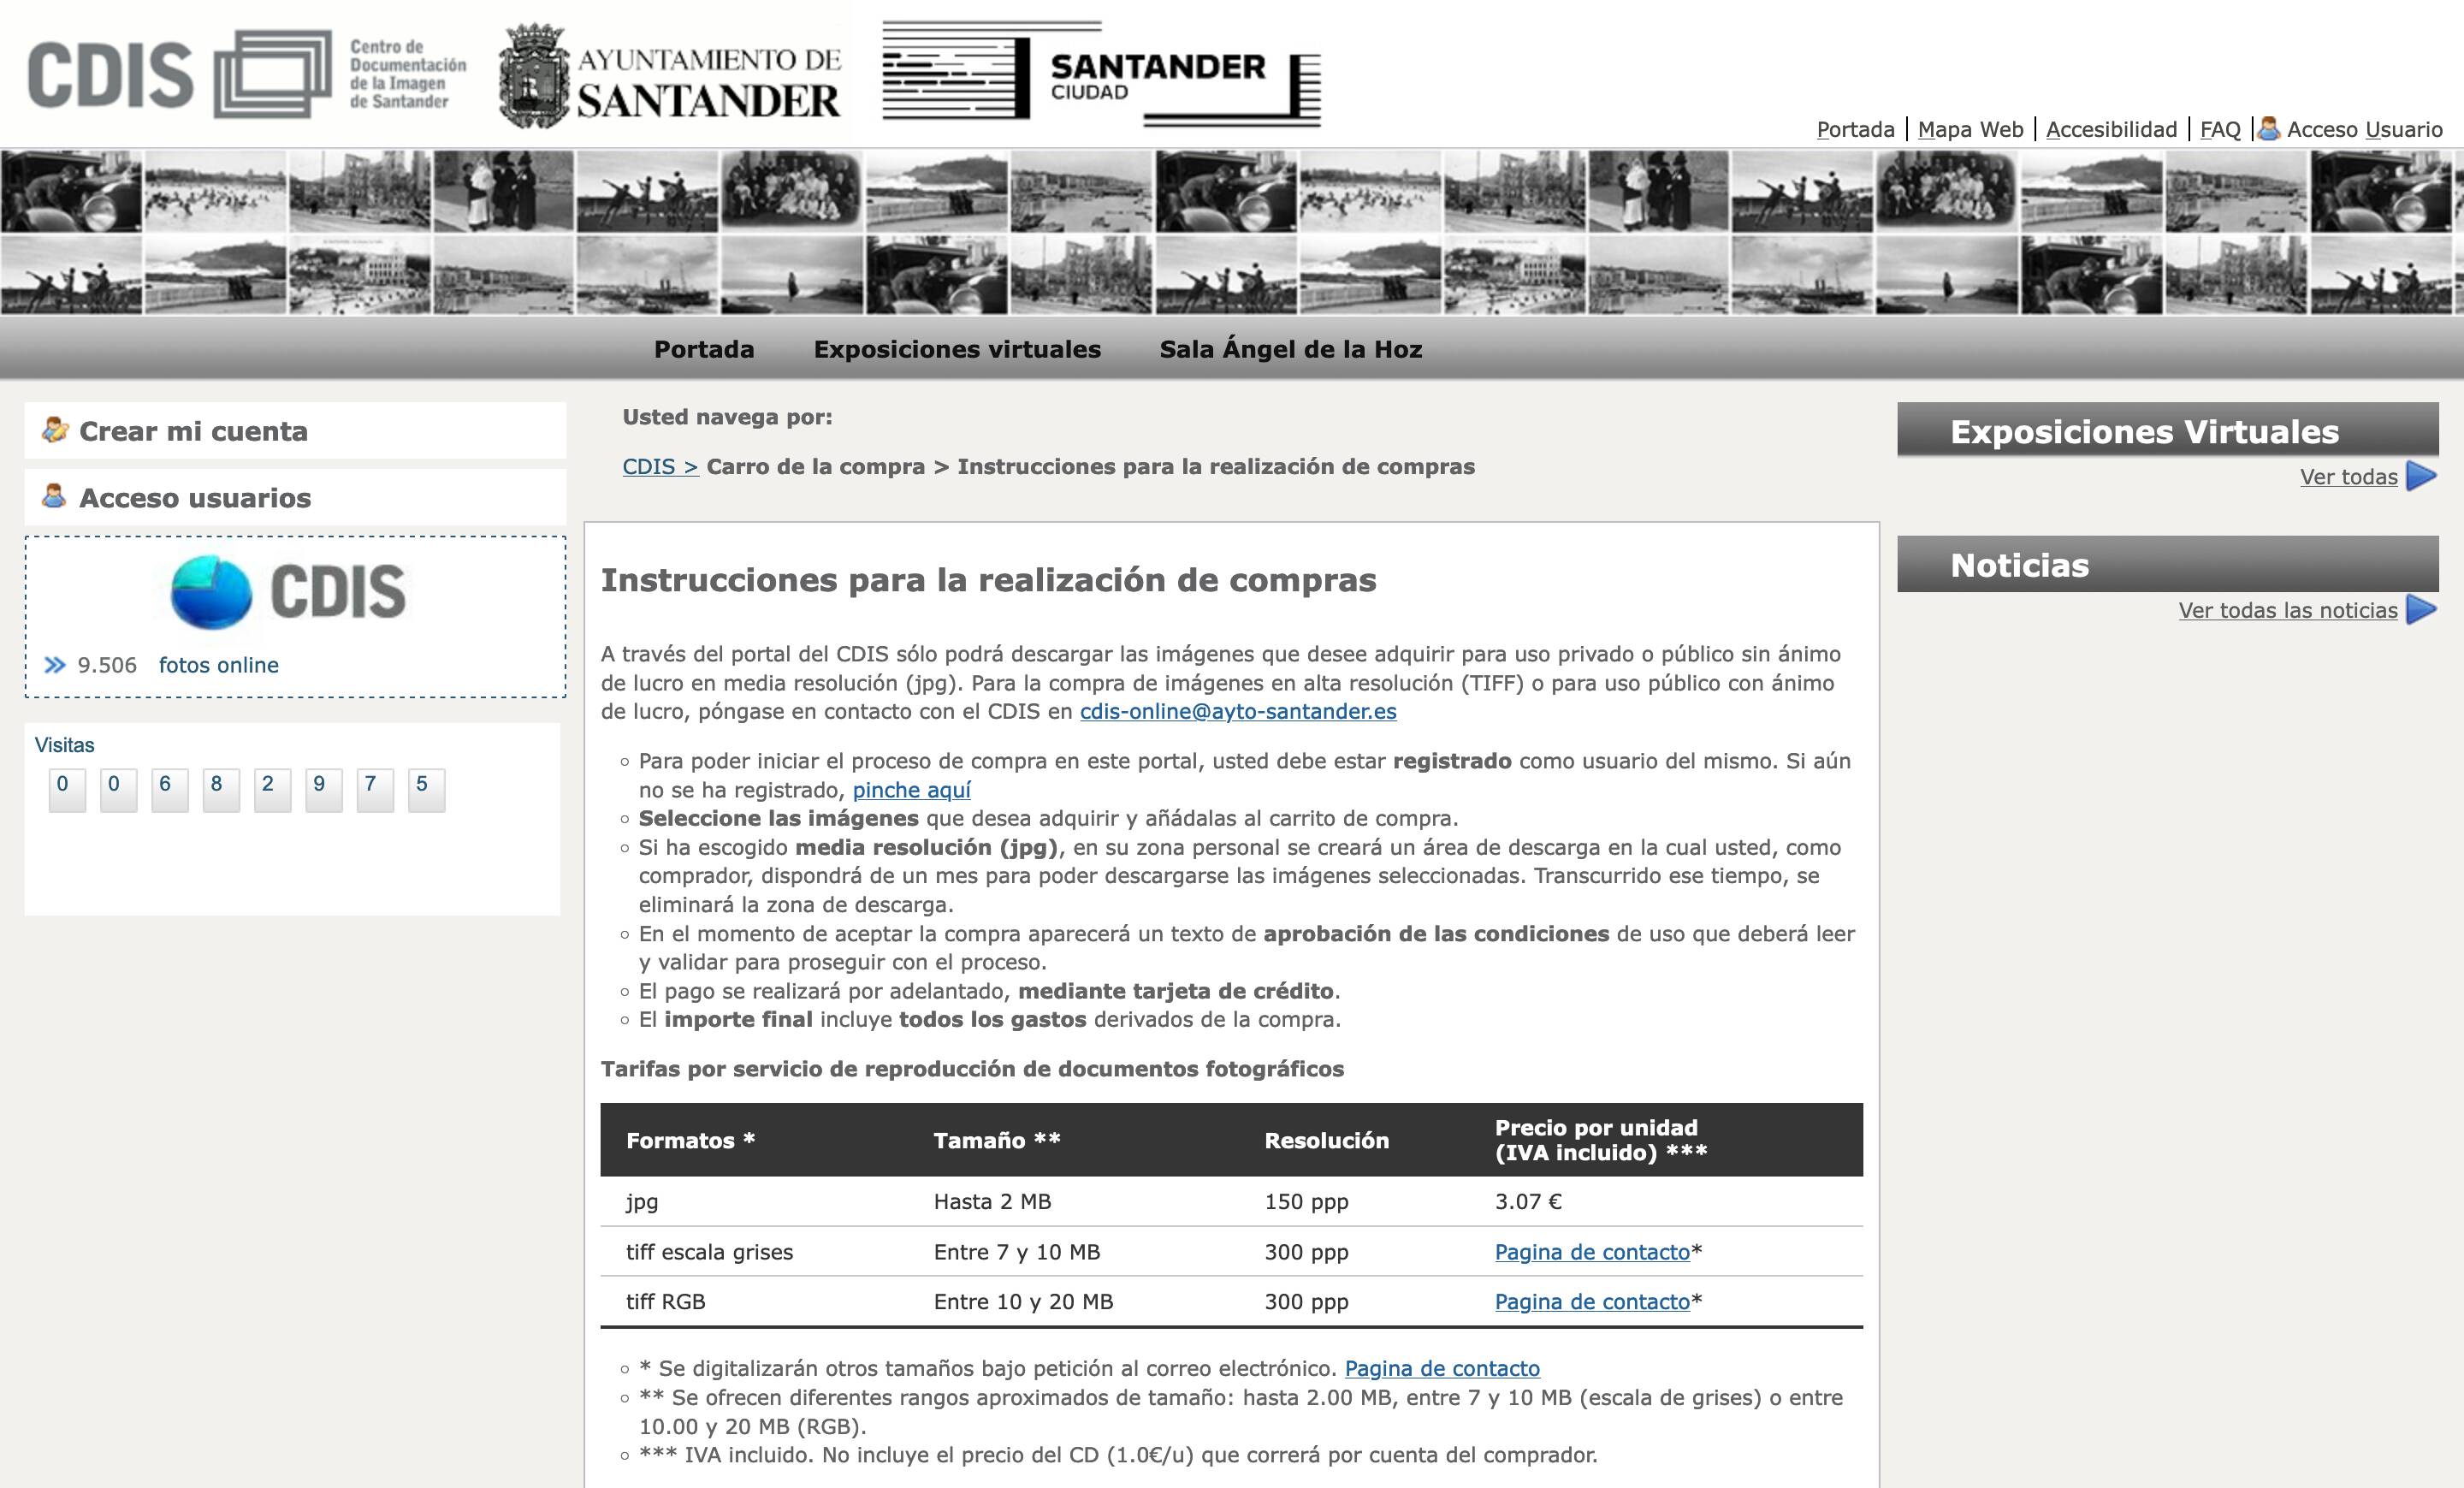 CDIS
Centro de
Documentación
de la Imagen
de Santander
AYUNTAMIENTO DE
SANTANDER
SANTANDER
CIUDAD
Portada | Mapa Web | Accesibilidad | FAQ | Acceso Usuario
Portada Exposiciones virtuales Sala Ángel de la Hoz
Crear mi cuenta
Acceso usuarios
CDIS
9.506 fotos online
Visitas
0 0 6 8 2 9 7 5
Usted navega por:
CDIS > Carro de la compra > Instrucciones para la realización de compras
Instrucciones para la realización de compras
A través del portal del CDIS sólo podrá descargar las imágenes que desee adquirir para uso privado o público sin ánimo
de lucro en media resolución (jpg). Para la compra de imágenes en alta resolución (TIFF) o para uso público con ánimo
de lucro, póngase en contacto con el CDIS en cdis-online@ayto-santander.es
Para poder iniciar el proceso de compra en este portal, usted debe estar registrado como usuario del mismo. Si aún
no se ha registrado, pinche aquí
Seleccione las imágenes que desea adquirir y añádalas al carrito de compra.
Si ha escogido media resolución (jpg), en su zona personal se creará un área de descarga en la cual usted, como
comprador, dispondrá de un mes para poder descargarse las imágenes seleccionadas. Transcurrido ese tiempo, se
eliminará la zona de descarga.
En el momento de aceptar la compra aparecerá un texto de aprobación de las condiciones de uso que deberá leer
y validar para proseguir con el proceso.
El pago se realizará por adelantado, mediante tarjeta de crédito.
El importe final incluye todos los gastos derivados de la compra.
Tarifas por servicio de reproducción de documentos fotográficos
Formatos * Tamaño ** Resolución Precio por unidad
(IVA incluido) ***
jpg Hasta 2 MB 150 ppp 3.07 €
tiff escala grises Entre 7 y 10 MB 300 ppp Pagina de contacto*
tiff RGB Entre 10 y 20 MB 300 ppp Pagina de contacto*
* Se digitalizarán otros tamaños bajo petición al correo electrónico. Pagina de contacto
** Se ofrecen diferentes rangos aproximados de tamaño: hasta 2.00 MB, entre 7 y 10 MB (escala de grises) o entre
10.00 y 20 MB (RGB).
*** IVA incluido. No incluye el precio del CD (1.0€/u) que correrá por cuenta del comprador.
Exposiciones Virtuales
Ver todas
Noticias
Ver todas las noticias